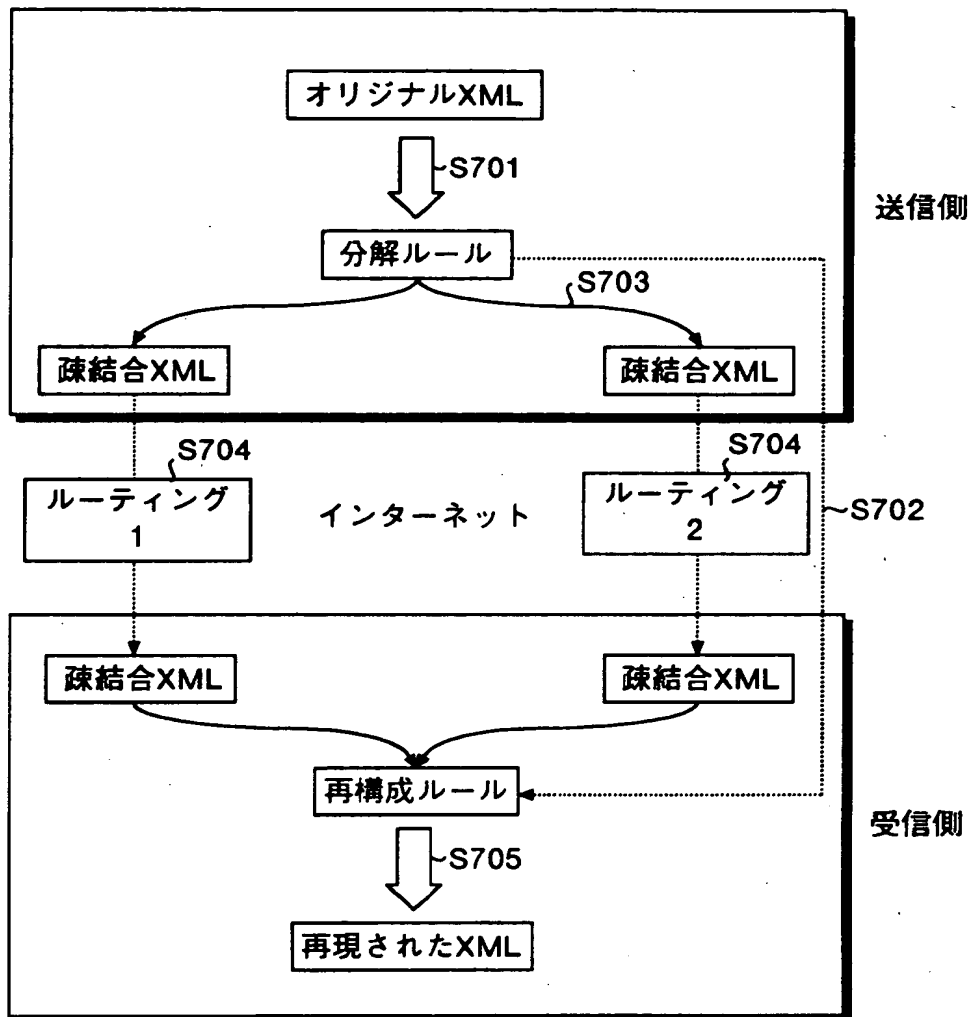 オリジナルXML
S701
送信側
分解ルール
S703
疎結合XML
疎結合XML
S704
S704
ルーティング
1
インターネット
ルーティング
2
S702
疎結合XML
疎結合XML
再構成ルール
受信側
S705
再現されたXML